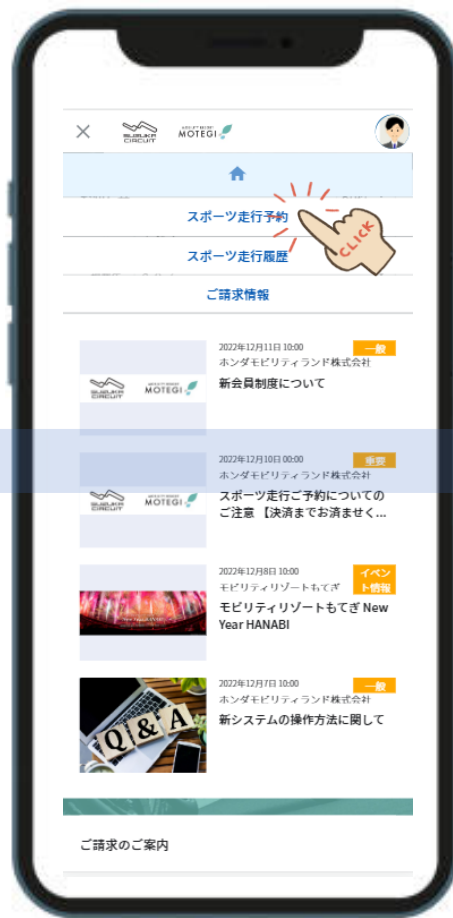 SUZUKA CIRCUIT
MOTEGI
スポーツ走行予約
CLICK
スポーツ走行履歴
ご請求情報
2022年12月11日 10:00
一般
ホンダモビリティランド株式会社
新会員制度について
SUZUKA CIRCUIT
MOTEGI
2022年12月10日 00:00
重要
ホンダモビリティランド株式会社
スポーツ走行ご予約についての
ご注意 【決済までお済ませく...
SUZUKA CIRCUIT
MOTEGI
2022年12月8日 10:00
イベン
ト情報
モビリティリゾートもてぎ
モビリティリゾートもてぎ New
Year HANABI
2022年12月7日 10:00
一般
ホンダモビリティランド株式会社
新システムの操作方法に関して
Q & A
ご請求のご案内